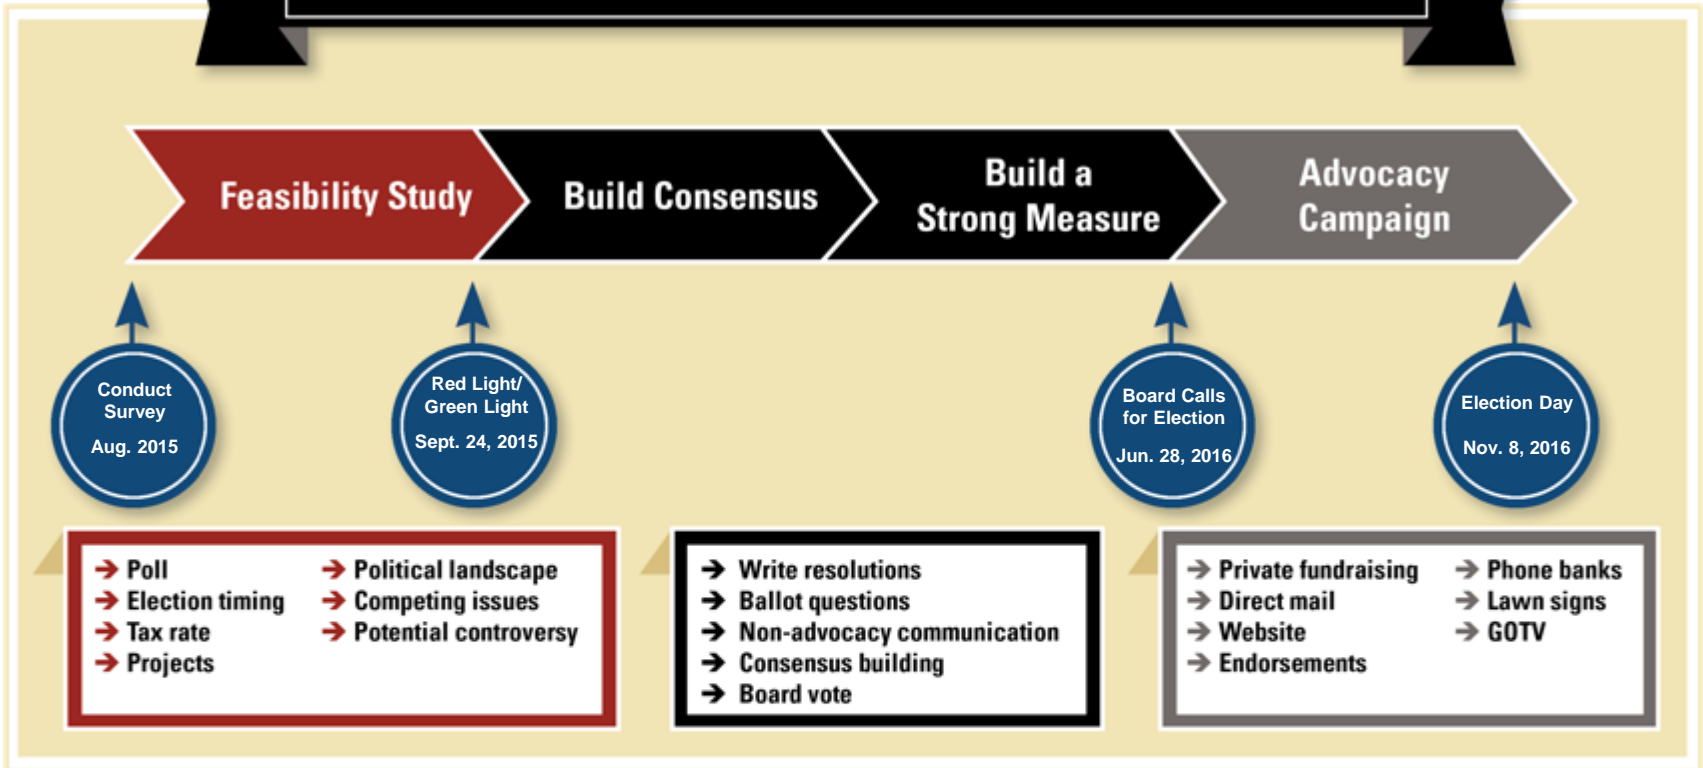 Feasibility Study
Build Consensus
Build a
Strong Measure
Advocacy
Campaign
Conduct
Survey
Aug. 2015
Red Light/
Green Light
Sept. 24, 2015
Board Calls
for Election
Jun. 28, 2016
Election Day
Nov. 8, 2016
→ Poll
→ Election timing
→ Tax rate
→ Projects
→ Political landscape
→ Competing issues
→ Potential controversy
→ Write resolutions
→ Ballot questions
→ Non-advocacy communication
→ Consensus building
→ Board vote
→ Private fundraising
→ Direct mail
→ Website
→ Endorsements
→ Phone banks
→ Lawn signs
→ GOTV